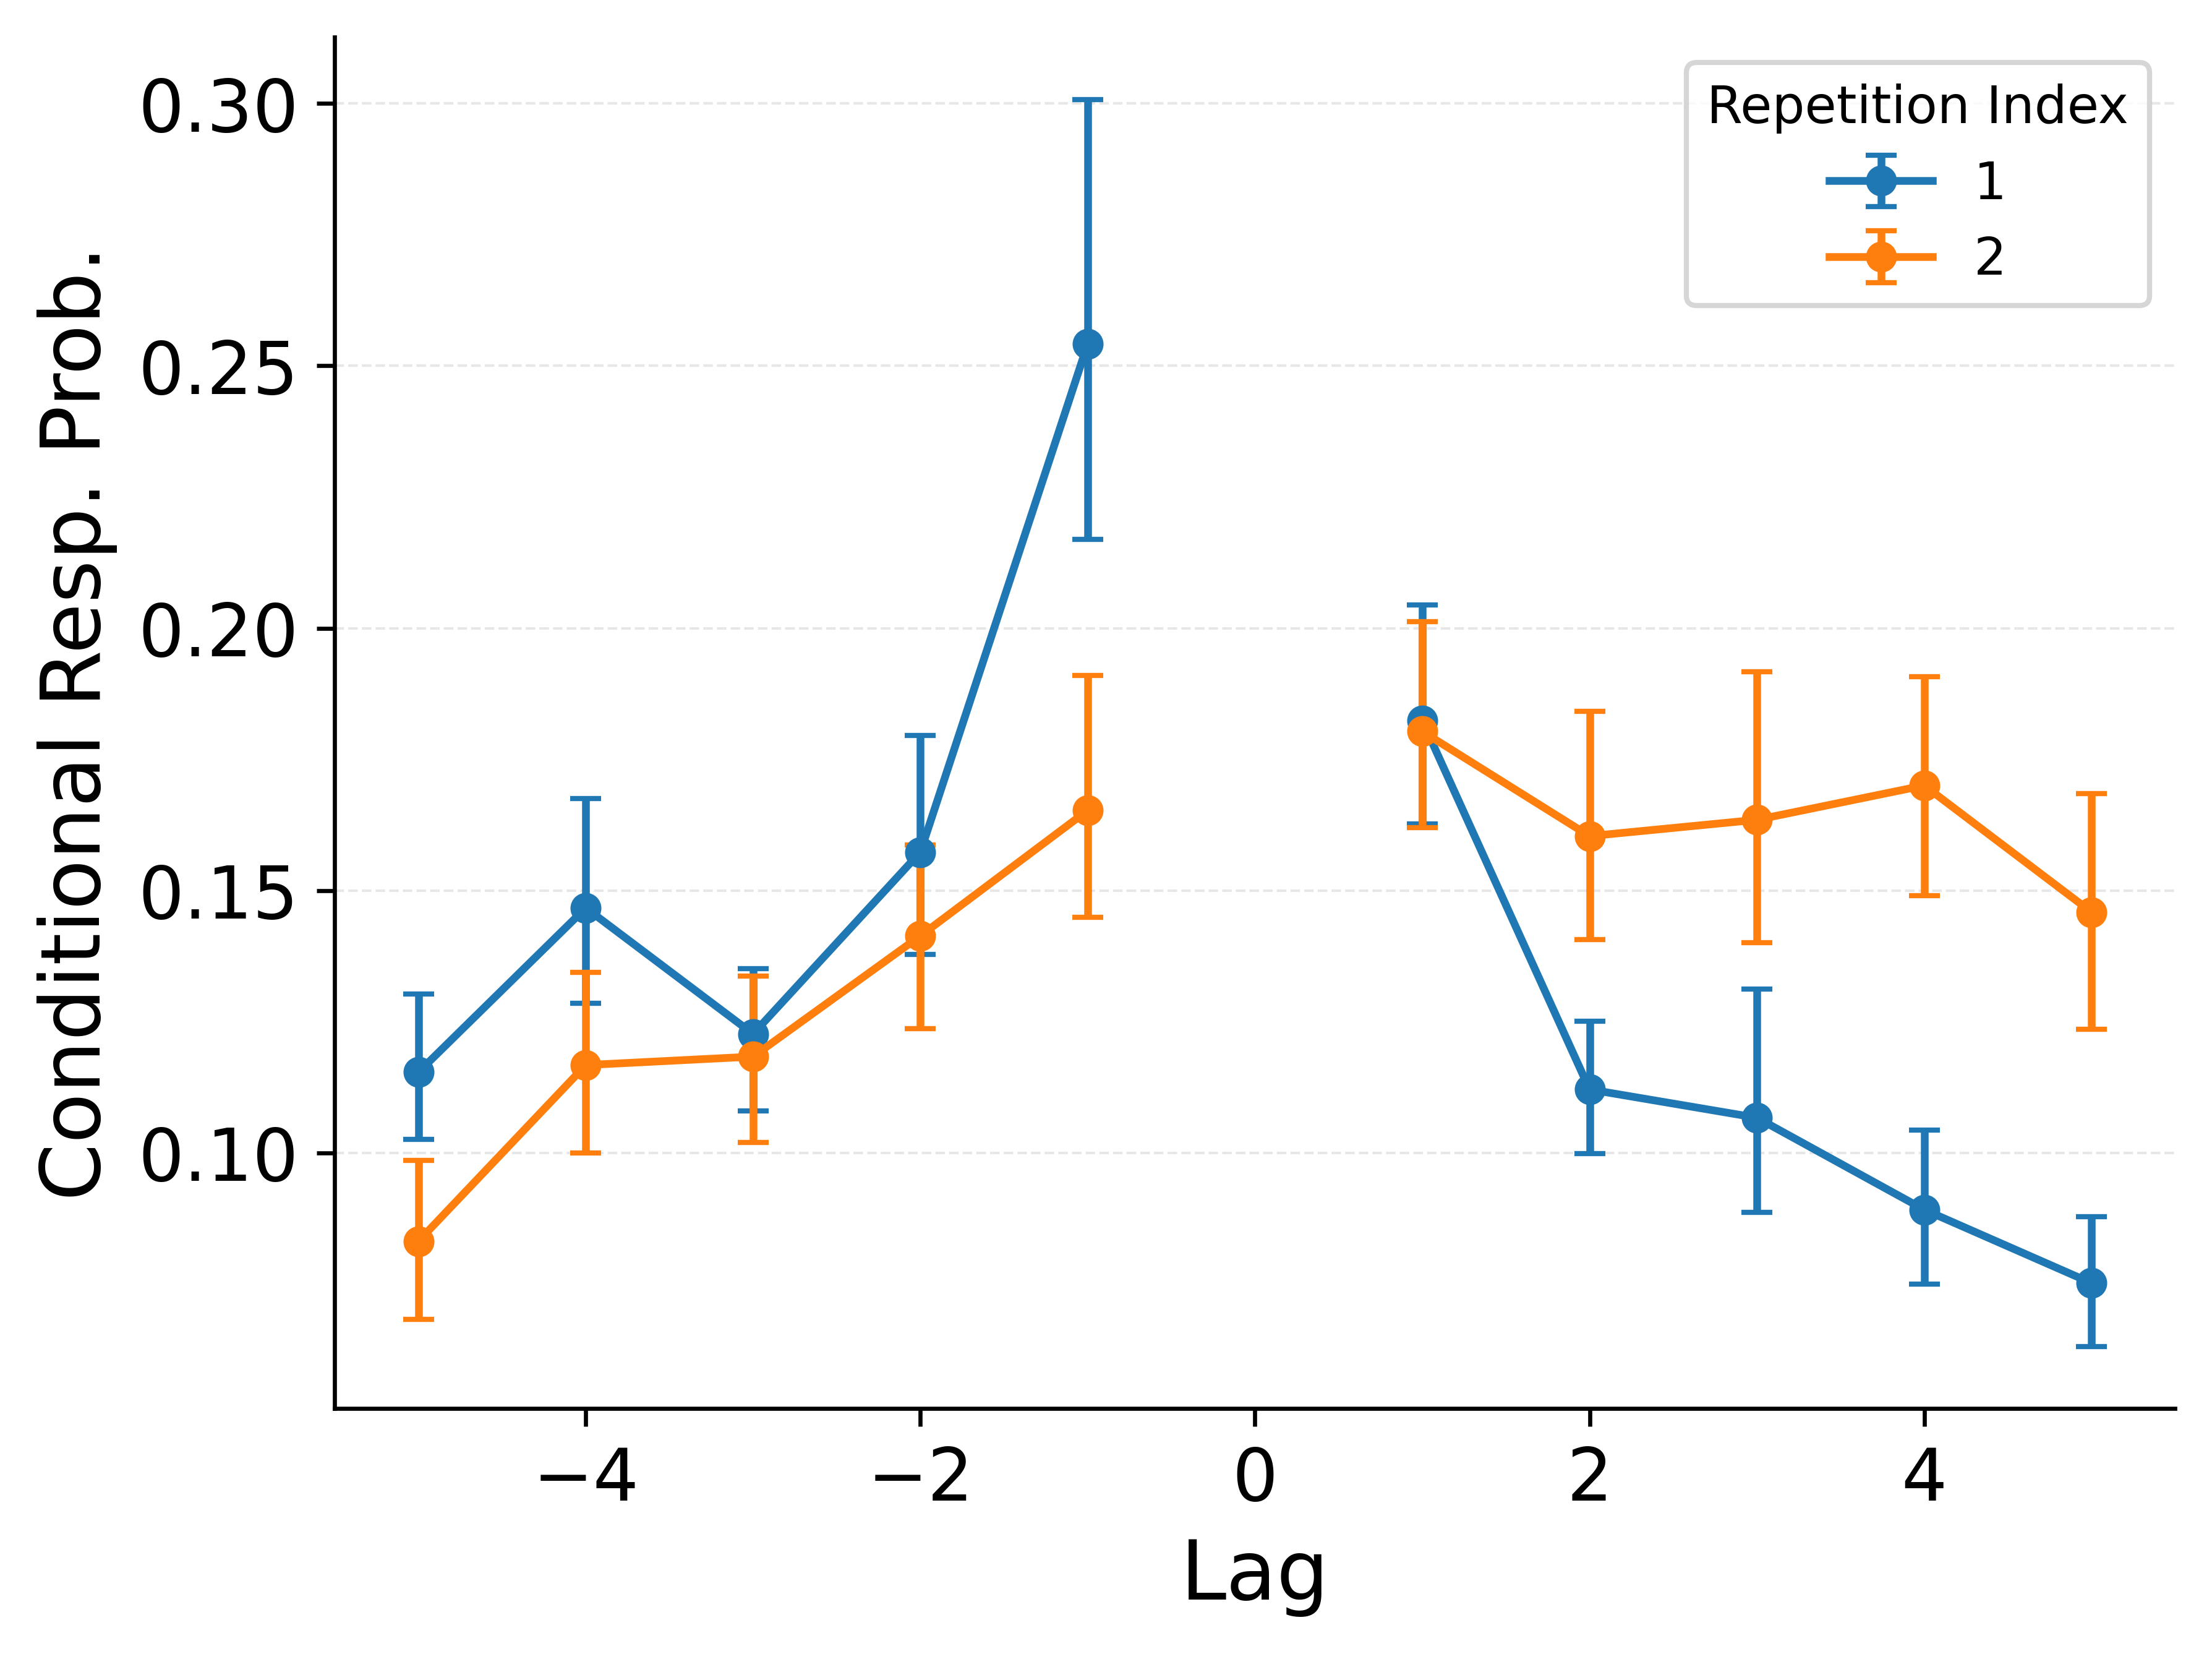 Conditional Resp. Prob.
0.30
0.25
0.20
0.15
0.10
Repetition Index
1
2
−4 −2 0 2 4
Lag